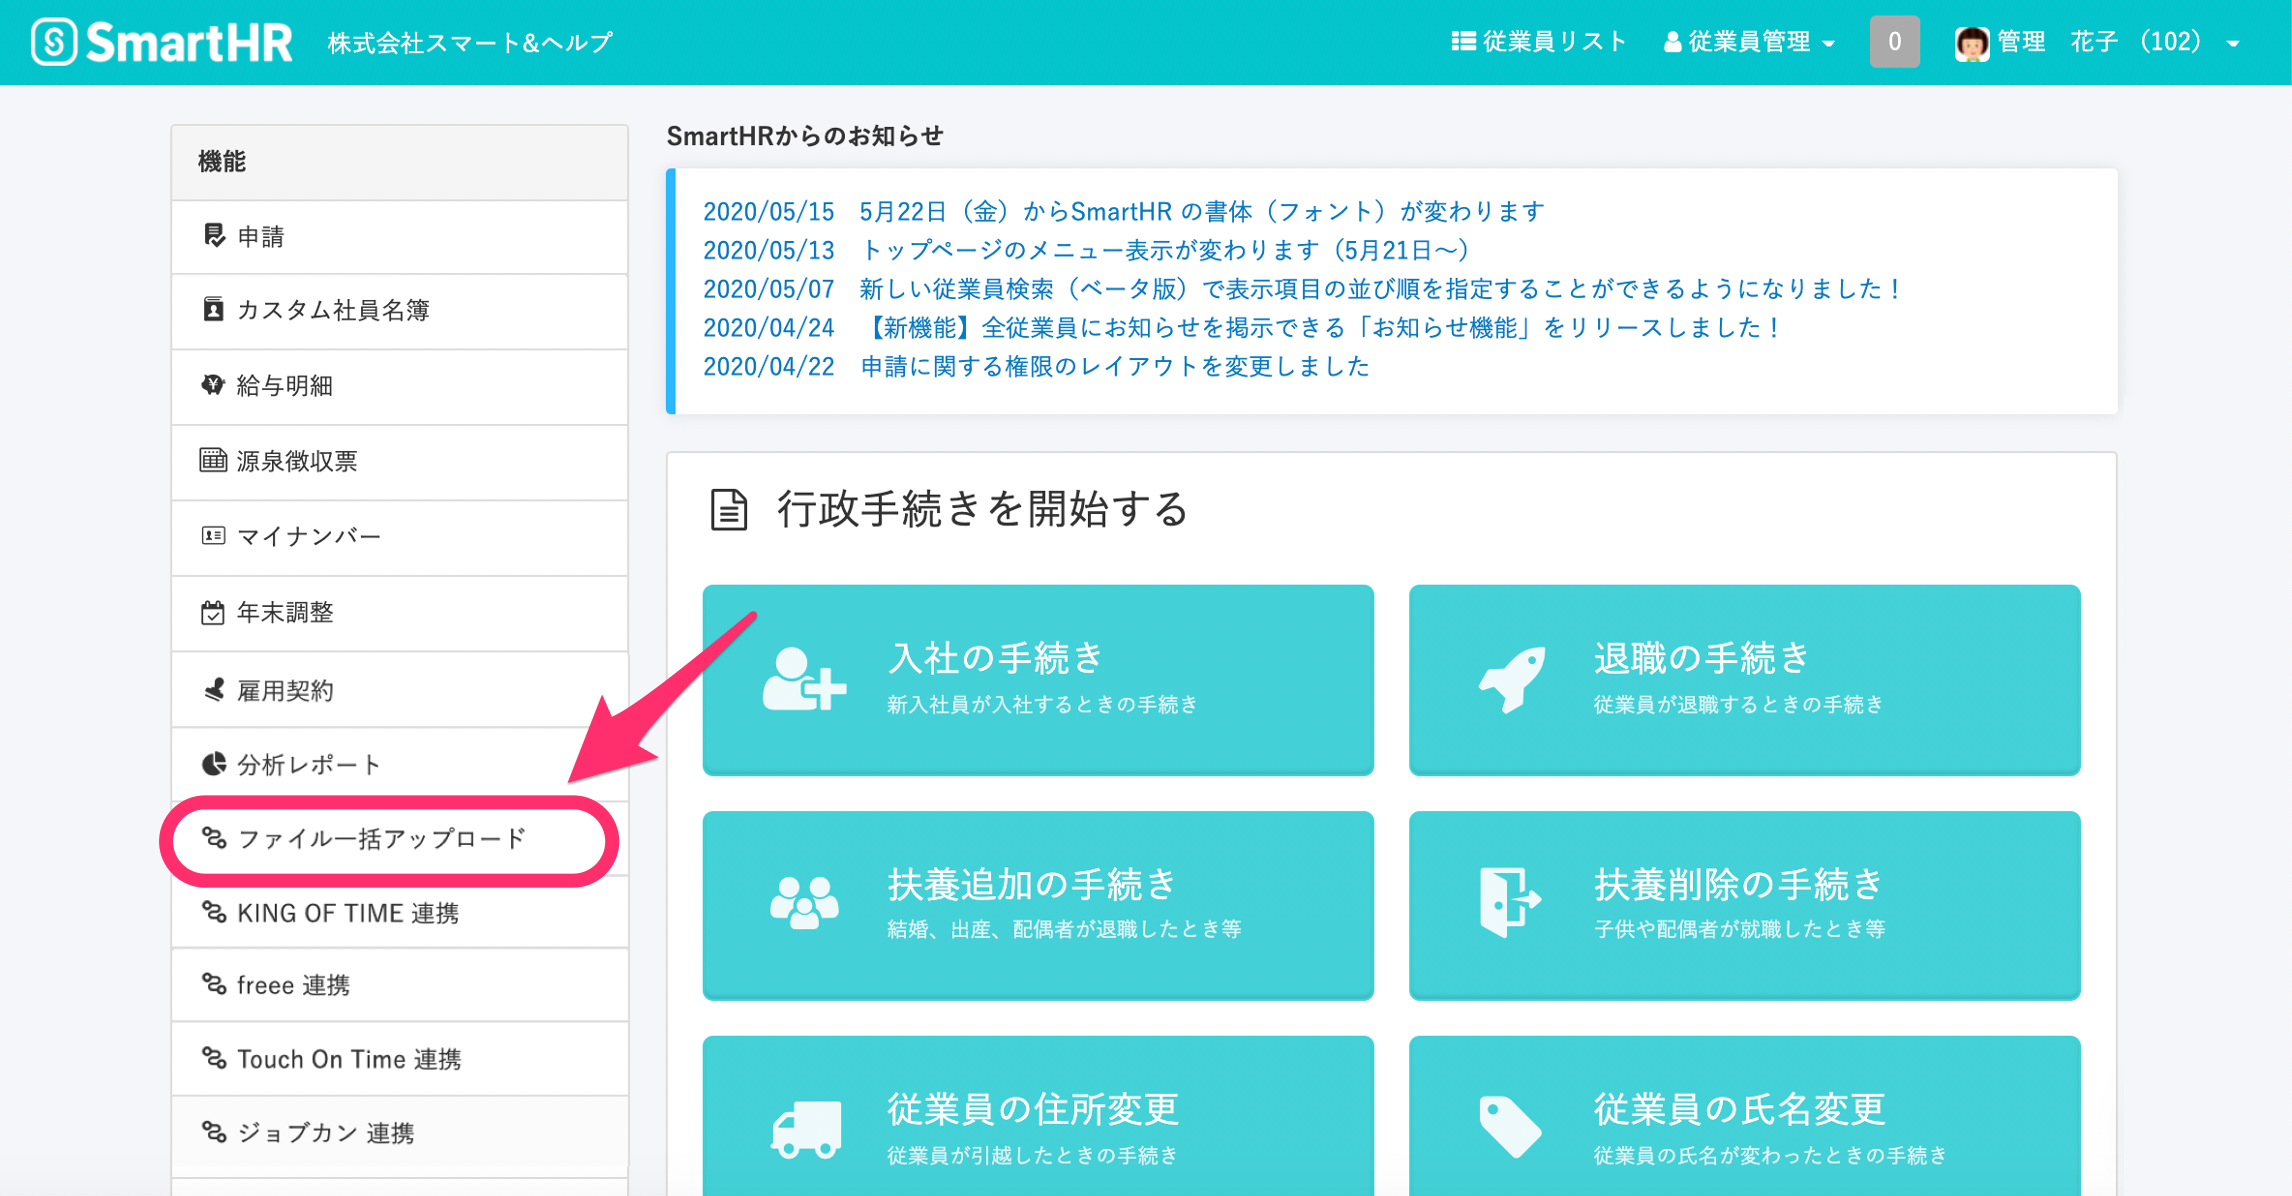 SmartHR 株式会社スマート&ヘルプ 従業員リスト 従業員管理 0 管理 花子 (102)
機能
申請
カスタム社員名簿
給与明細
源泉徴収票
マイナンバー
年末調整
雇用契約
分析レポート
ファイル一括アップロード
KING OF TIME 連携
freee 連携
Touch On Time 連携
ジョブカン 連携
SmartHRからのお知らせ
2020/05/15 5月22日（金）からSmartHR の書体（フォント）が変わります
2020/05/13 トップページのメニュー表示が変わります（5月21日〜）
2020/05/07 新しい従業員検索（ベータ版）で表示項目の並び順を指定することができるようになりました！
2020/04/24 【新機能】全従業員にお知らせを掲示できる「お知らせ機能」をリリースしました！
2020/04/22 申請に関する権限のレイアウトを変更しました
行政手続きを開始する
入社の手続き
新入社員が入社するときの手続き
退職の手続き
従業員が退職するときの手続き
扶養追加の手続き
結婚、出産、配偶者が退職したとき等
扶養削除の手続き
子供や配偶者が就職したとき等
従業員の住所変更
従業員が引越したときの手続き
従業員の氏名変更
従業員の氏名が変わったときの手続き